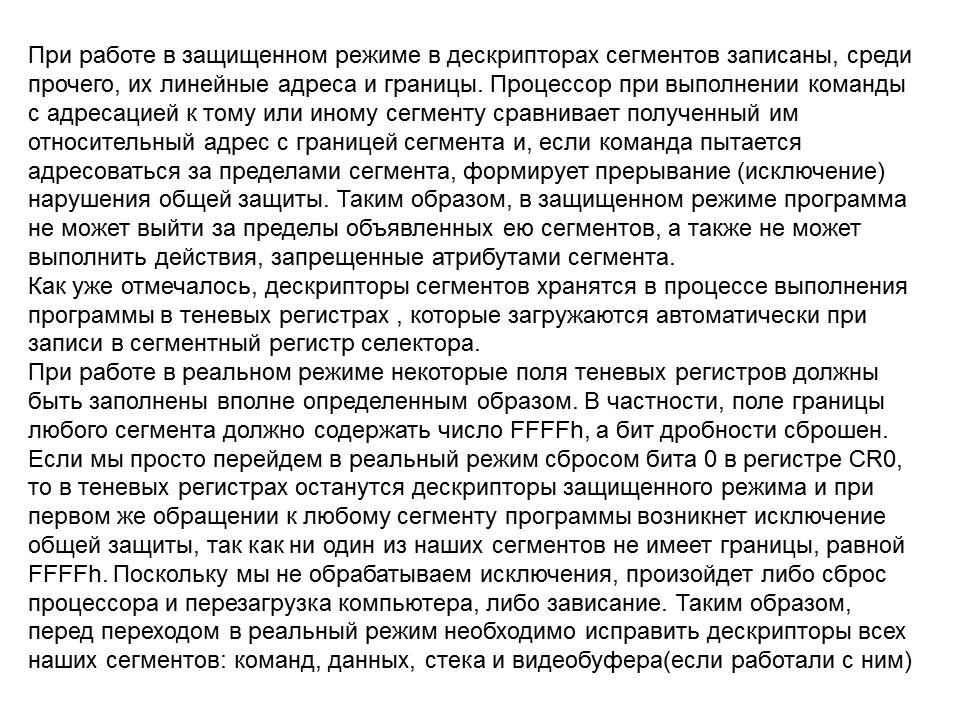 При работе в защищенном режиме в дескрипторах сегментов записаны, среди
прочего, их линейные адреса и границы. Процессор при выполнении команды
с адресацией к тому или иному сегменту сравнивает полученный им
относительный адрес с границей сегмента и, если команда пытается
адресоваться за пределами сегмента, формирует прерывание (исключение)
нарушения общей защиты. Таким образом, в защищенном режиме программа
не может выйти за пределы объявленных ею сегментов, а также не может
выполнить действия, запрещенные атрибутами сегмента.
Как уже отмечалось, дескрипторы сегментов хранятся в процессе выполнения
программы в теневых регистрах , которые загружаются автоматически при
записи в сегментный регистр селектора.
При работе в реальном режиме некоторые поля теневых регистров должны
быть заполнены вполне определенным образом. В частности, поле границы
любого сегмента должно содержать число FFFFh, а бит дробности сброшен.
Если мы просто перейдем в реальный режим сбросом бита 0 в регистре CR0,
то в теневых регистрах останутся дескрипторы защищенного режима и при
первом же обращении к любому сегменту программы возникнет исключение
общей защиты, так как ни один из наших сегментов не имеет границы, равной
FFFFh. Поскольку мы не обрабатываем исключения, произойдет либо сброс
процессора и перезагрузка компьютера, либо зависание. Таким образом,
перед переходом в реальный режим необходимо исправить дескрипторы всех
наших сегментов: команд, данных, стека и видеобуфера(если работали с ним)